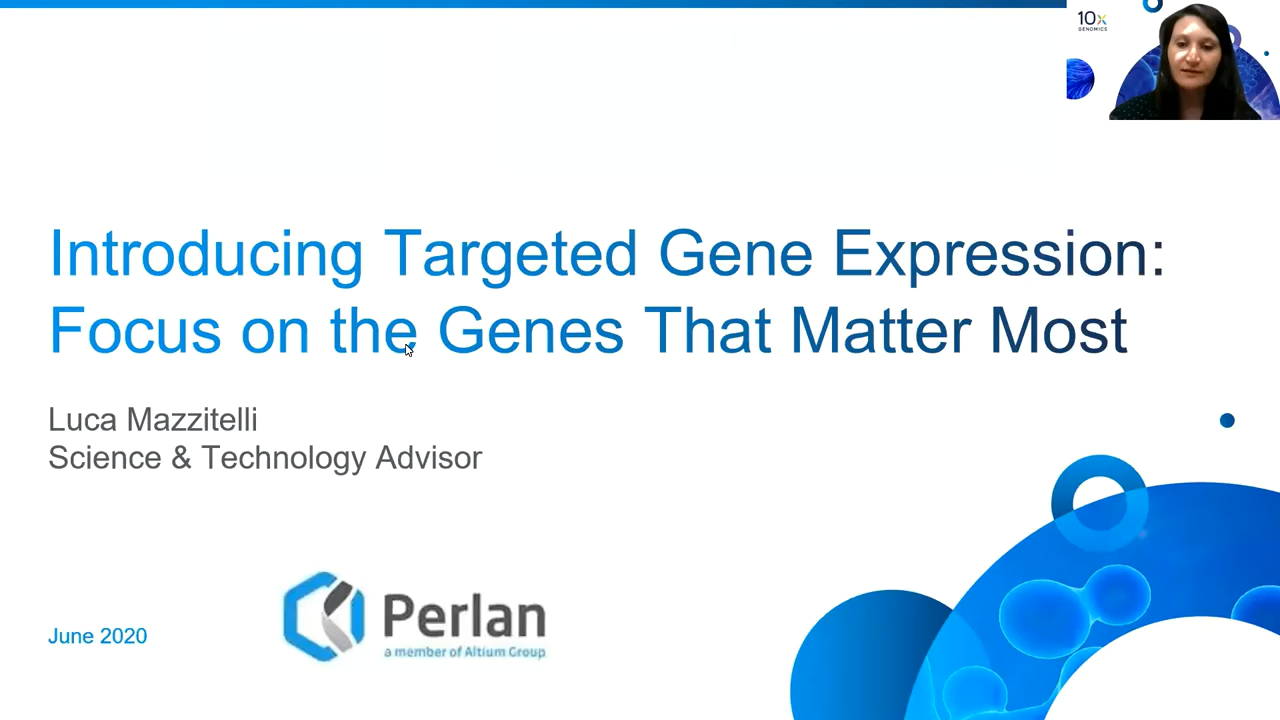 10x
GENOMICS
Introducing Targeted Gene Expression:
Focus on the Genes That Matter Most
Luca Mazzitelli
Science & Technology Advisor
June 2020
Perlan
a member of Altium Group